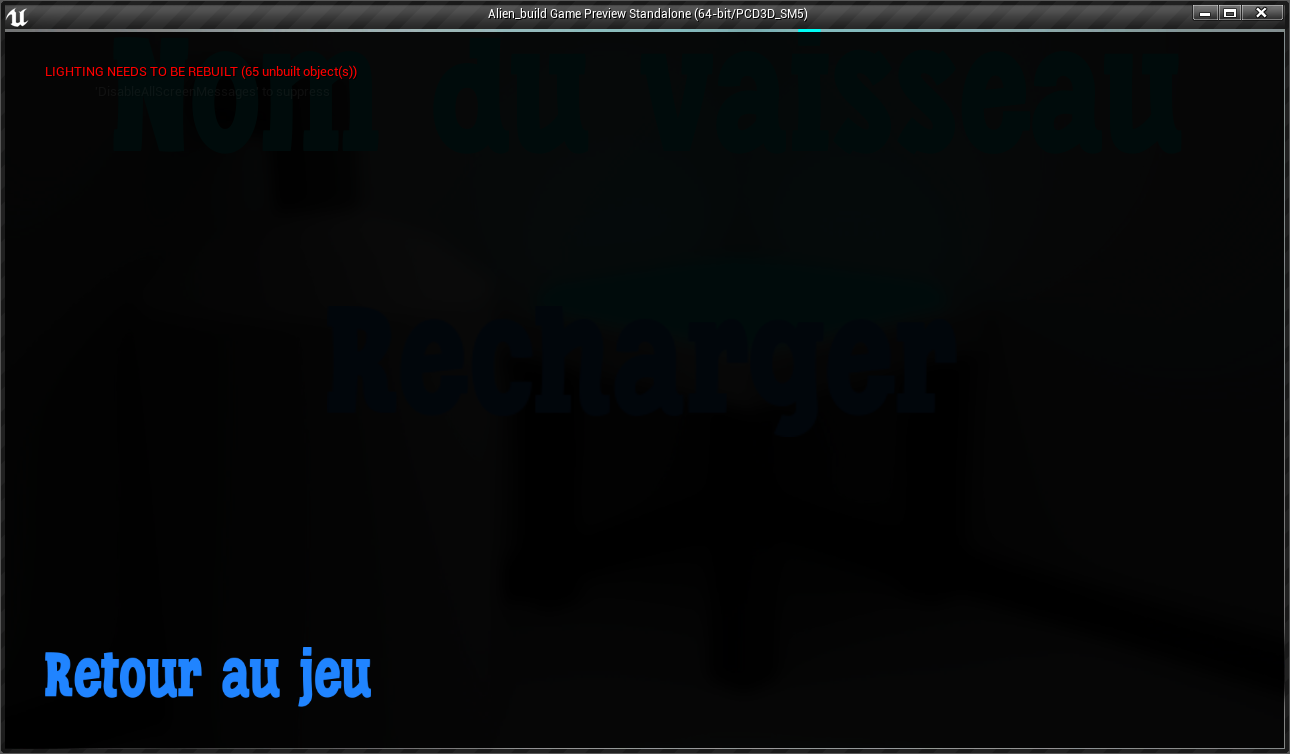 Alien_build Game Preview Standalone (64-bit/PCD3D_SM5)
LIGHTING NEEDS TO BE REBUILT (65 unbuilt object(s))
'DisableAllScreenMessages' to suppress
Nom du vaisseau
Recharger
Retour au jeu